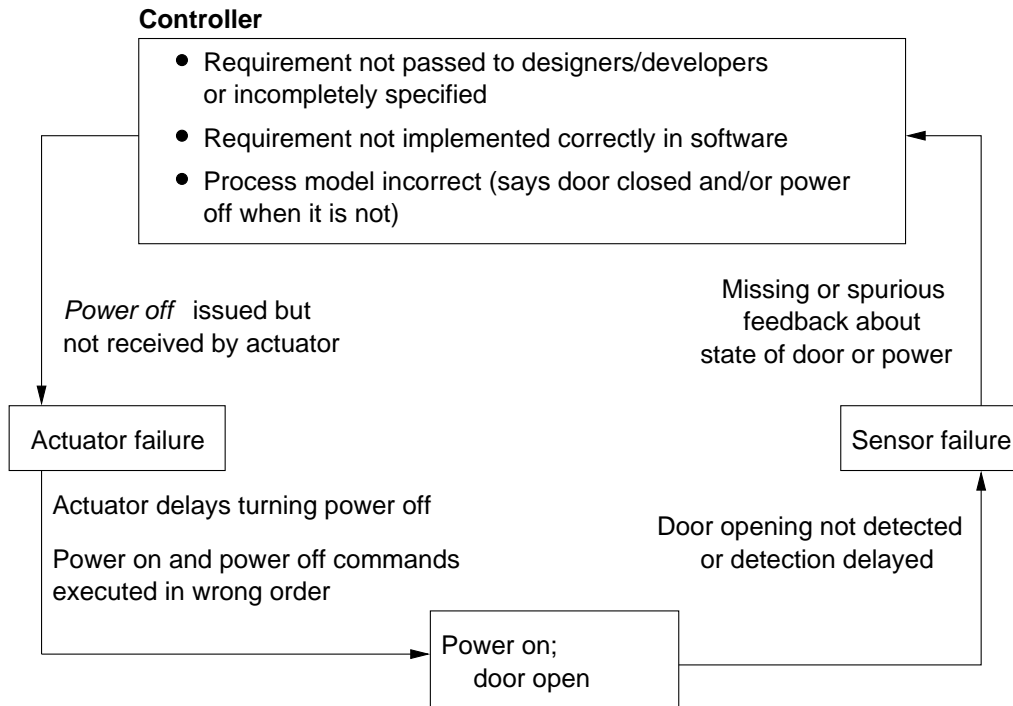 Controller
• Requirement not passed to designers/developers
or incompletely specified
• Requirement not implemented correctly in software
• Process model incorrect (says door closed and/or power
off when it is not)
Power off issued but
not received by actuator
Missing or spurious
feedback about
state of door or power
Actuator failure
Sensor failure
Actuator delays turning power off
Power on and power off commands
executed in wrong order
Door opening not detected
or detection delayed
Power on;
door open